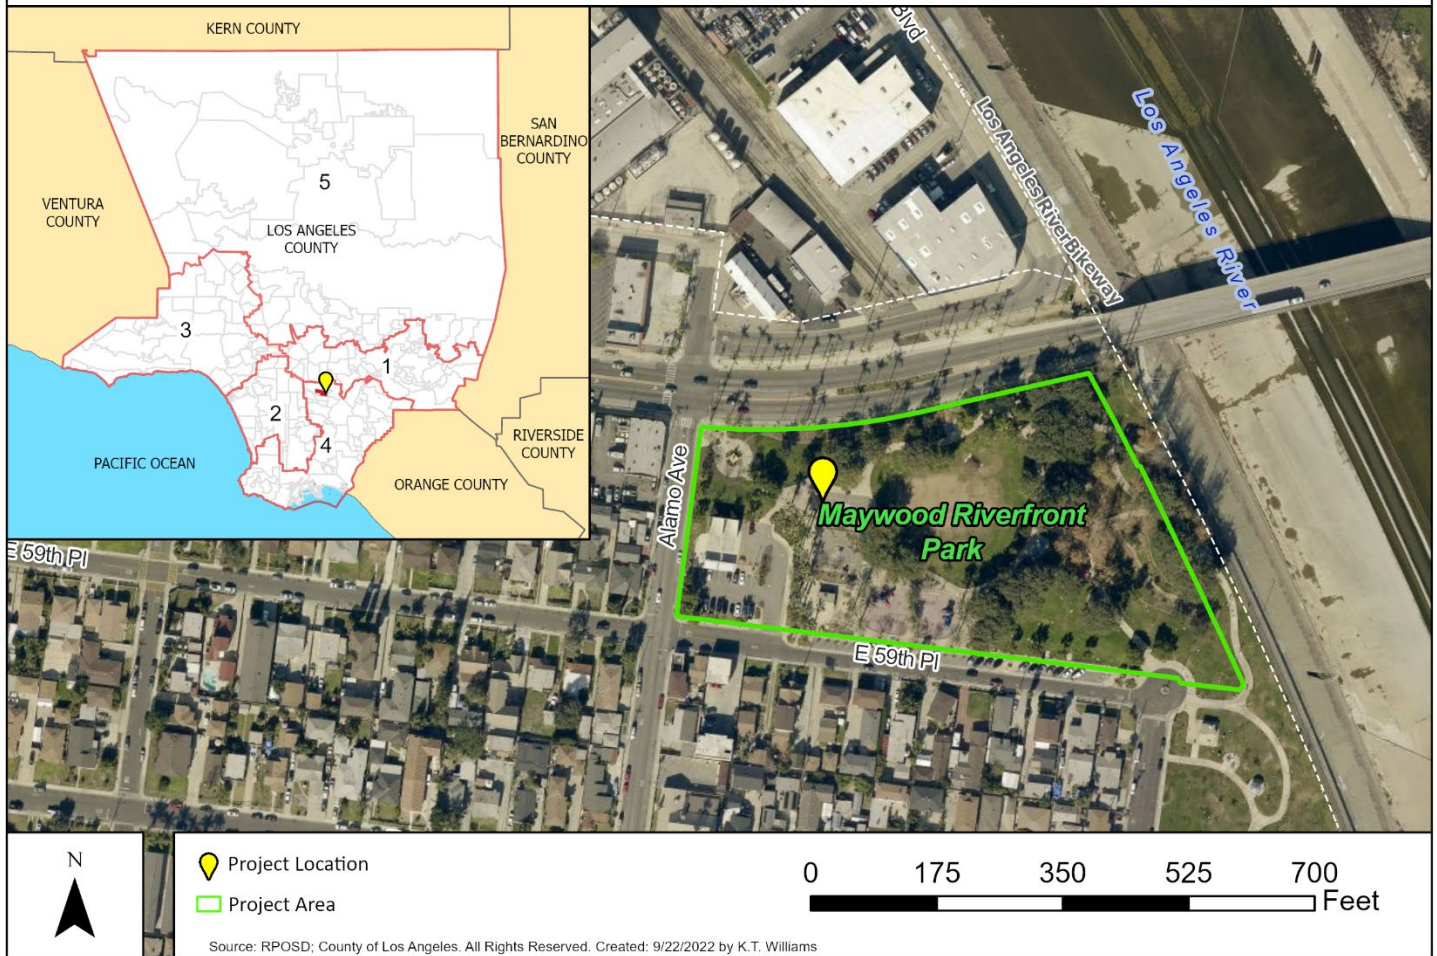 KERN COUNTY
SAN
BERNARDINO
COUNTY
5
VENTURA
COUNTY
LOS ANGELES
COUNTY
3
1
2
4
RIVERSIDE
COUNTY
PACIFIC OCEAN
ORANGE COUNTY
Blvd
Los Angeles RiverBikeway
Los Angeles River
Alamo Ave
Maywood Riverfront
Park
E 59th Pl
E 59th Pl
N
Project Location
Project Area
0 175 350 525 700
Feet
Source: RPOSD; County of Los Angeles. All Rights Reserved. Created: 9/22/2022 by K.T. Williams